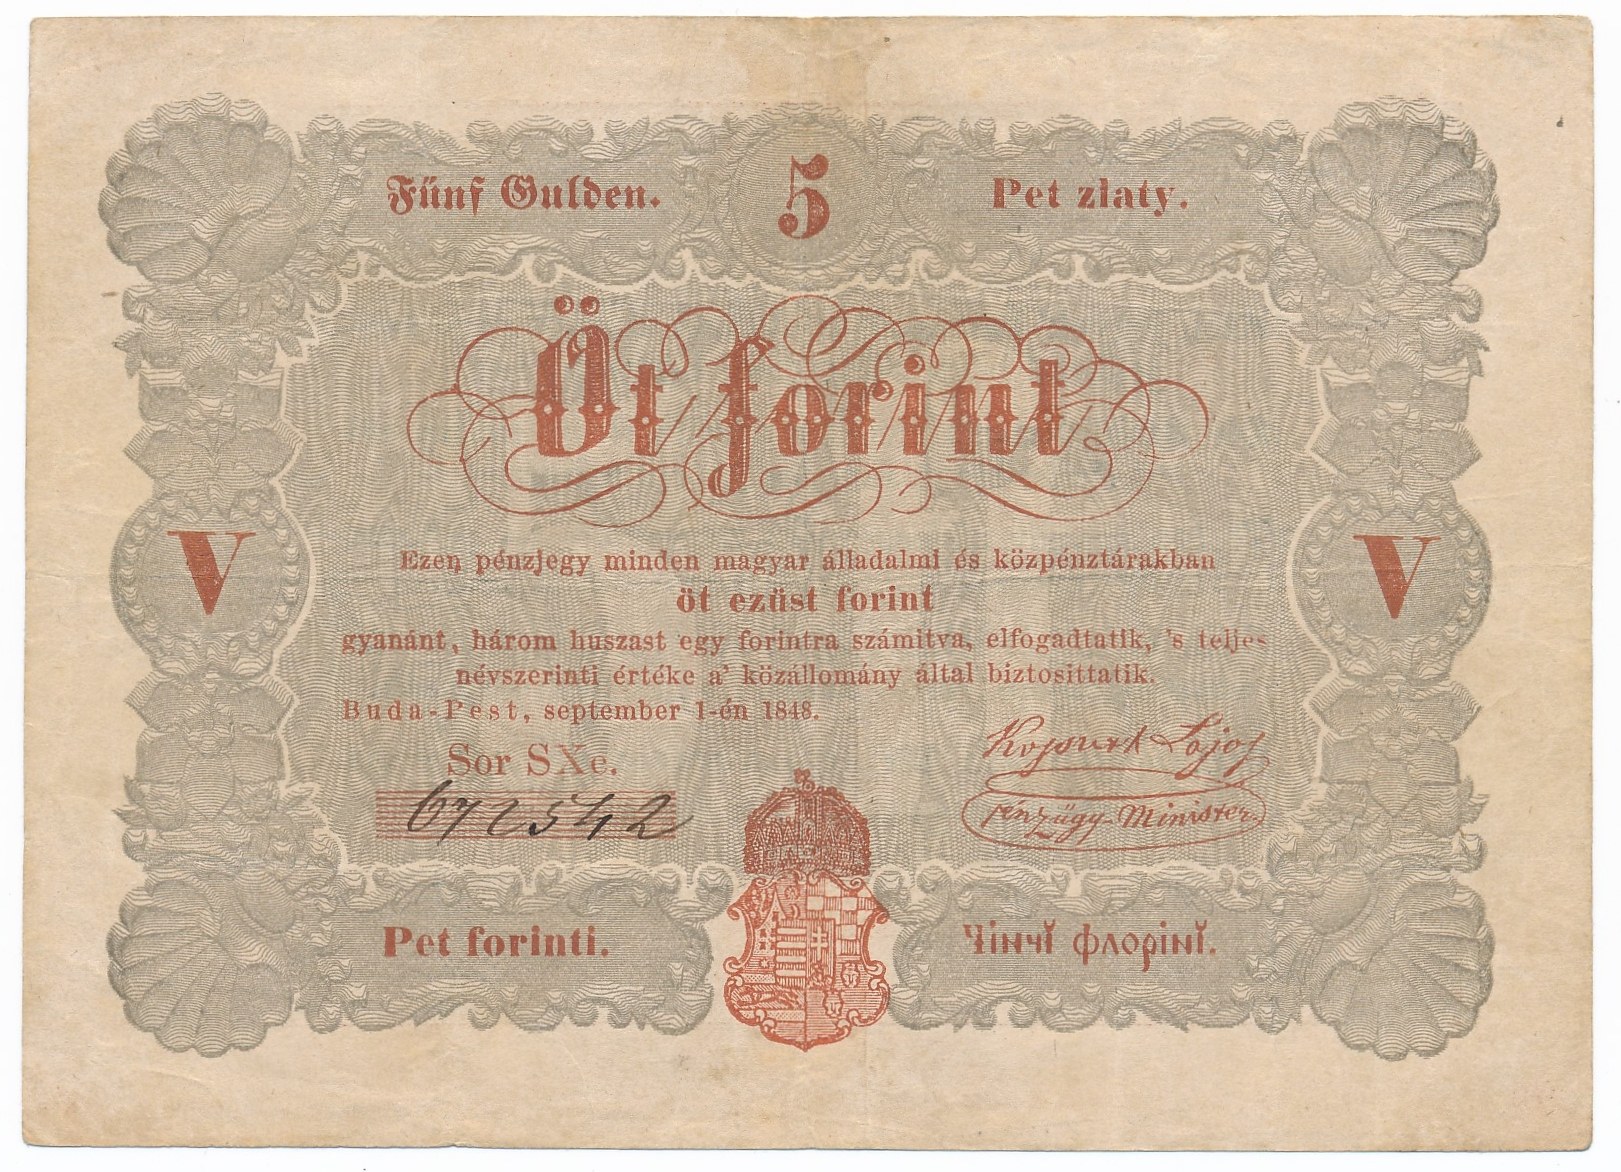 Fünf Gulden.
5
Pet zlaty.
Öt forint
V
V
Ezen pénzjegy minden magyar álladalmi és közpénztárakban
öt ezüst forint
gyanánt, három huszast egy forintra számitva, elfogadtatik, 's teljes
névszerinti értéke a' közállomány által biztosittatik.
Buda-Pest, september 1-én 1848.
Sor SXe.
672542
Kossuth Lajos
pénzügy Minister.
Pet forinti.
Чінчĭ флорінĭ.